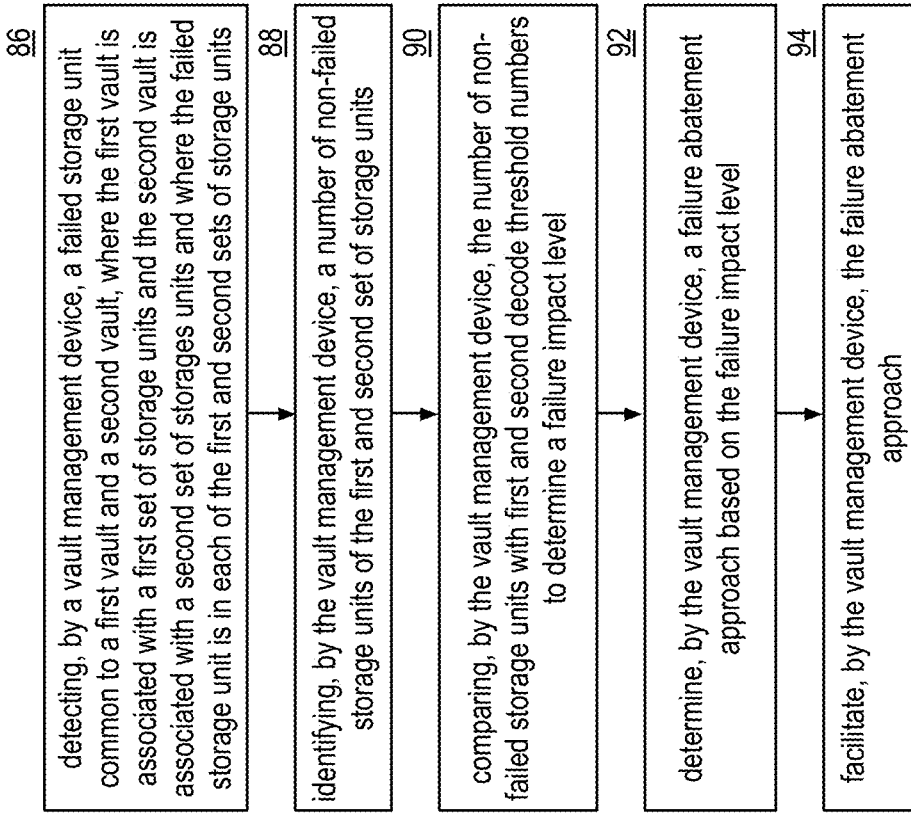 86
detecting, by a vault management device, a failed storage unit
common to a first vault and a second vault, where the first vault is
associated with a first set of storage units and the second vault is
associated with a second set of storages units and where the failed
storage unit is in each of the first and second sets of storage units
88
identifying, by the vault management device, a number of non-failed
storage units of the first and second set of storage units
90
comparing, by the vault management device, the number of non-
failed storage units with first and second decode threshold numbers
to determine a failure impact level
92
determine, by the vault management device, a failure abatement
approach based on the failure impact level
94
facilitate, by the vault management device, the failure abatement
approach